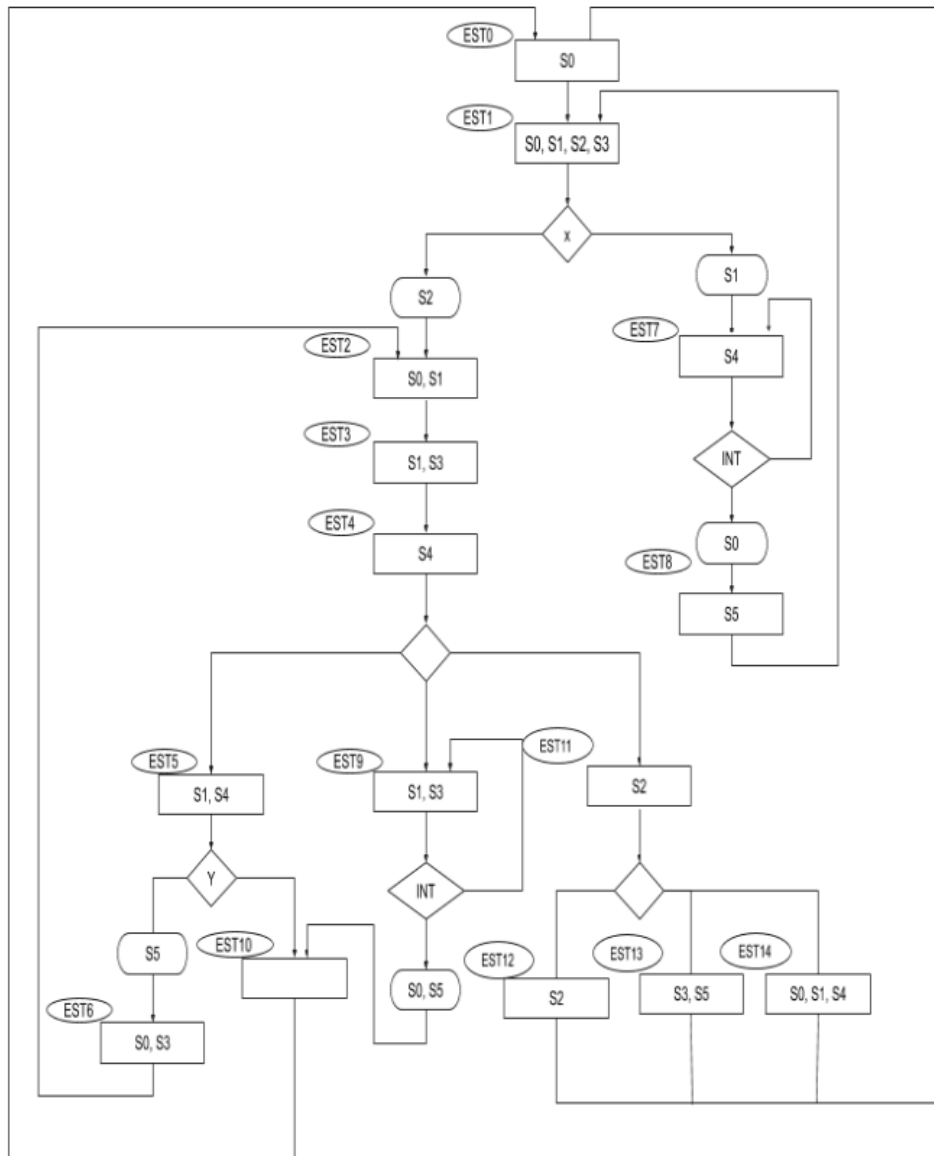 EST0
S0
EST1
S0, S1, S2, S3
X
S1
S2
EST7
EST2
S4
S0, S1
EST3
INT
S1, S3
EST4
S0
S4
EST8
S5
EST11
EST5
EST9
S1, S4
S1, S3
S2
Y
INT
S5
EST10
EST12
EST13
EST14
S0, S5
S2
S3, S5
S0, S1, S4
EST6
S0, S3